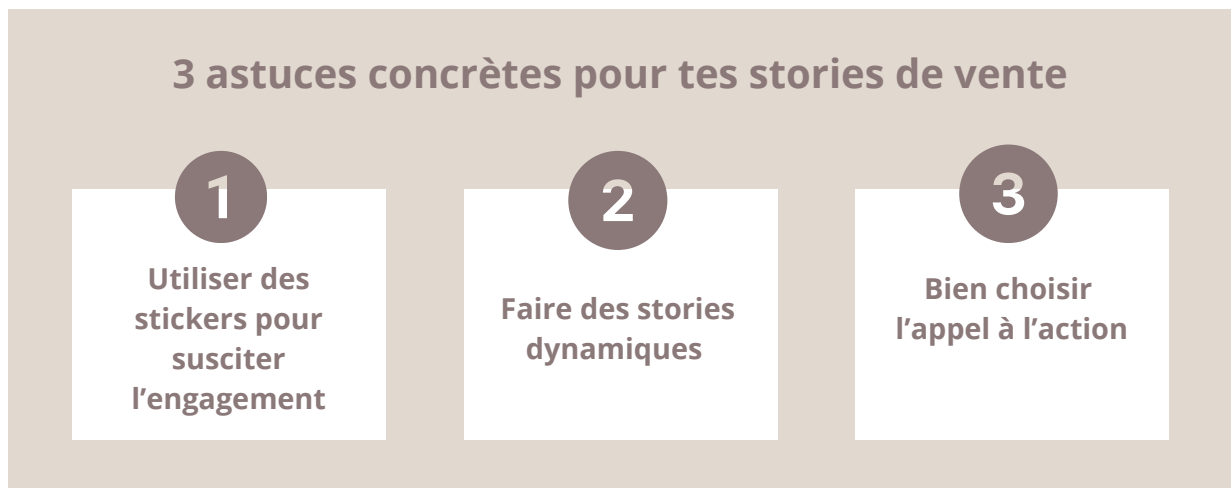 3 astuces concrètes pour tes stories de vente
1
Utiliser des
stickers pour
susciter
l’engagement
2
Faire des stories
dynamiques
3
Bien choisir
l’appel à l’action